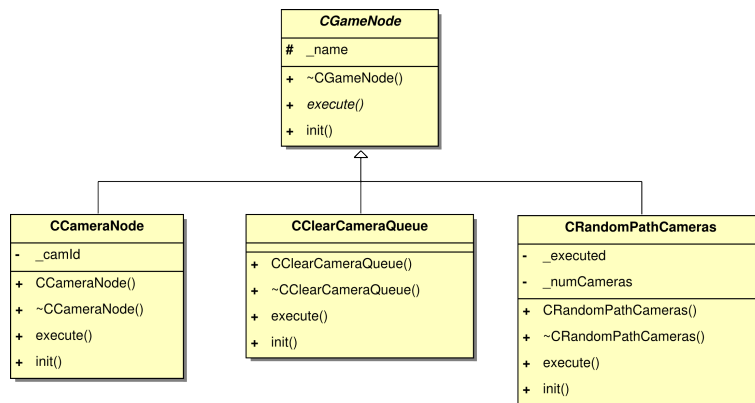 CGameNode
# _name
+ ~CGameNode()
+ execute()
+ init()
CCameraNode
- _camId
+ CCameraNode()
+ ~CCameraNode()
+ execute()
+ init()
CClearCameraQueue
+ CClearCameraQueue()
+ ~CClearCameraQueue()
+ execute()
+ init()
CRandomPathCameras
- _executed
- _numCameras
+ CRandomPathCameras()
+ ~CRandomPathCameras()
+ execute()
+ init()